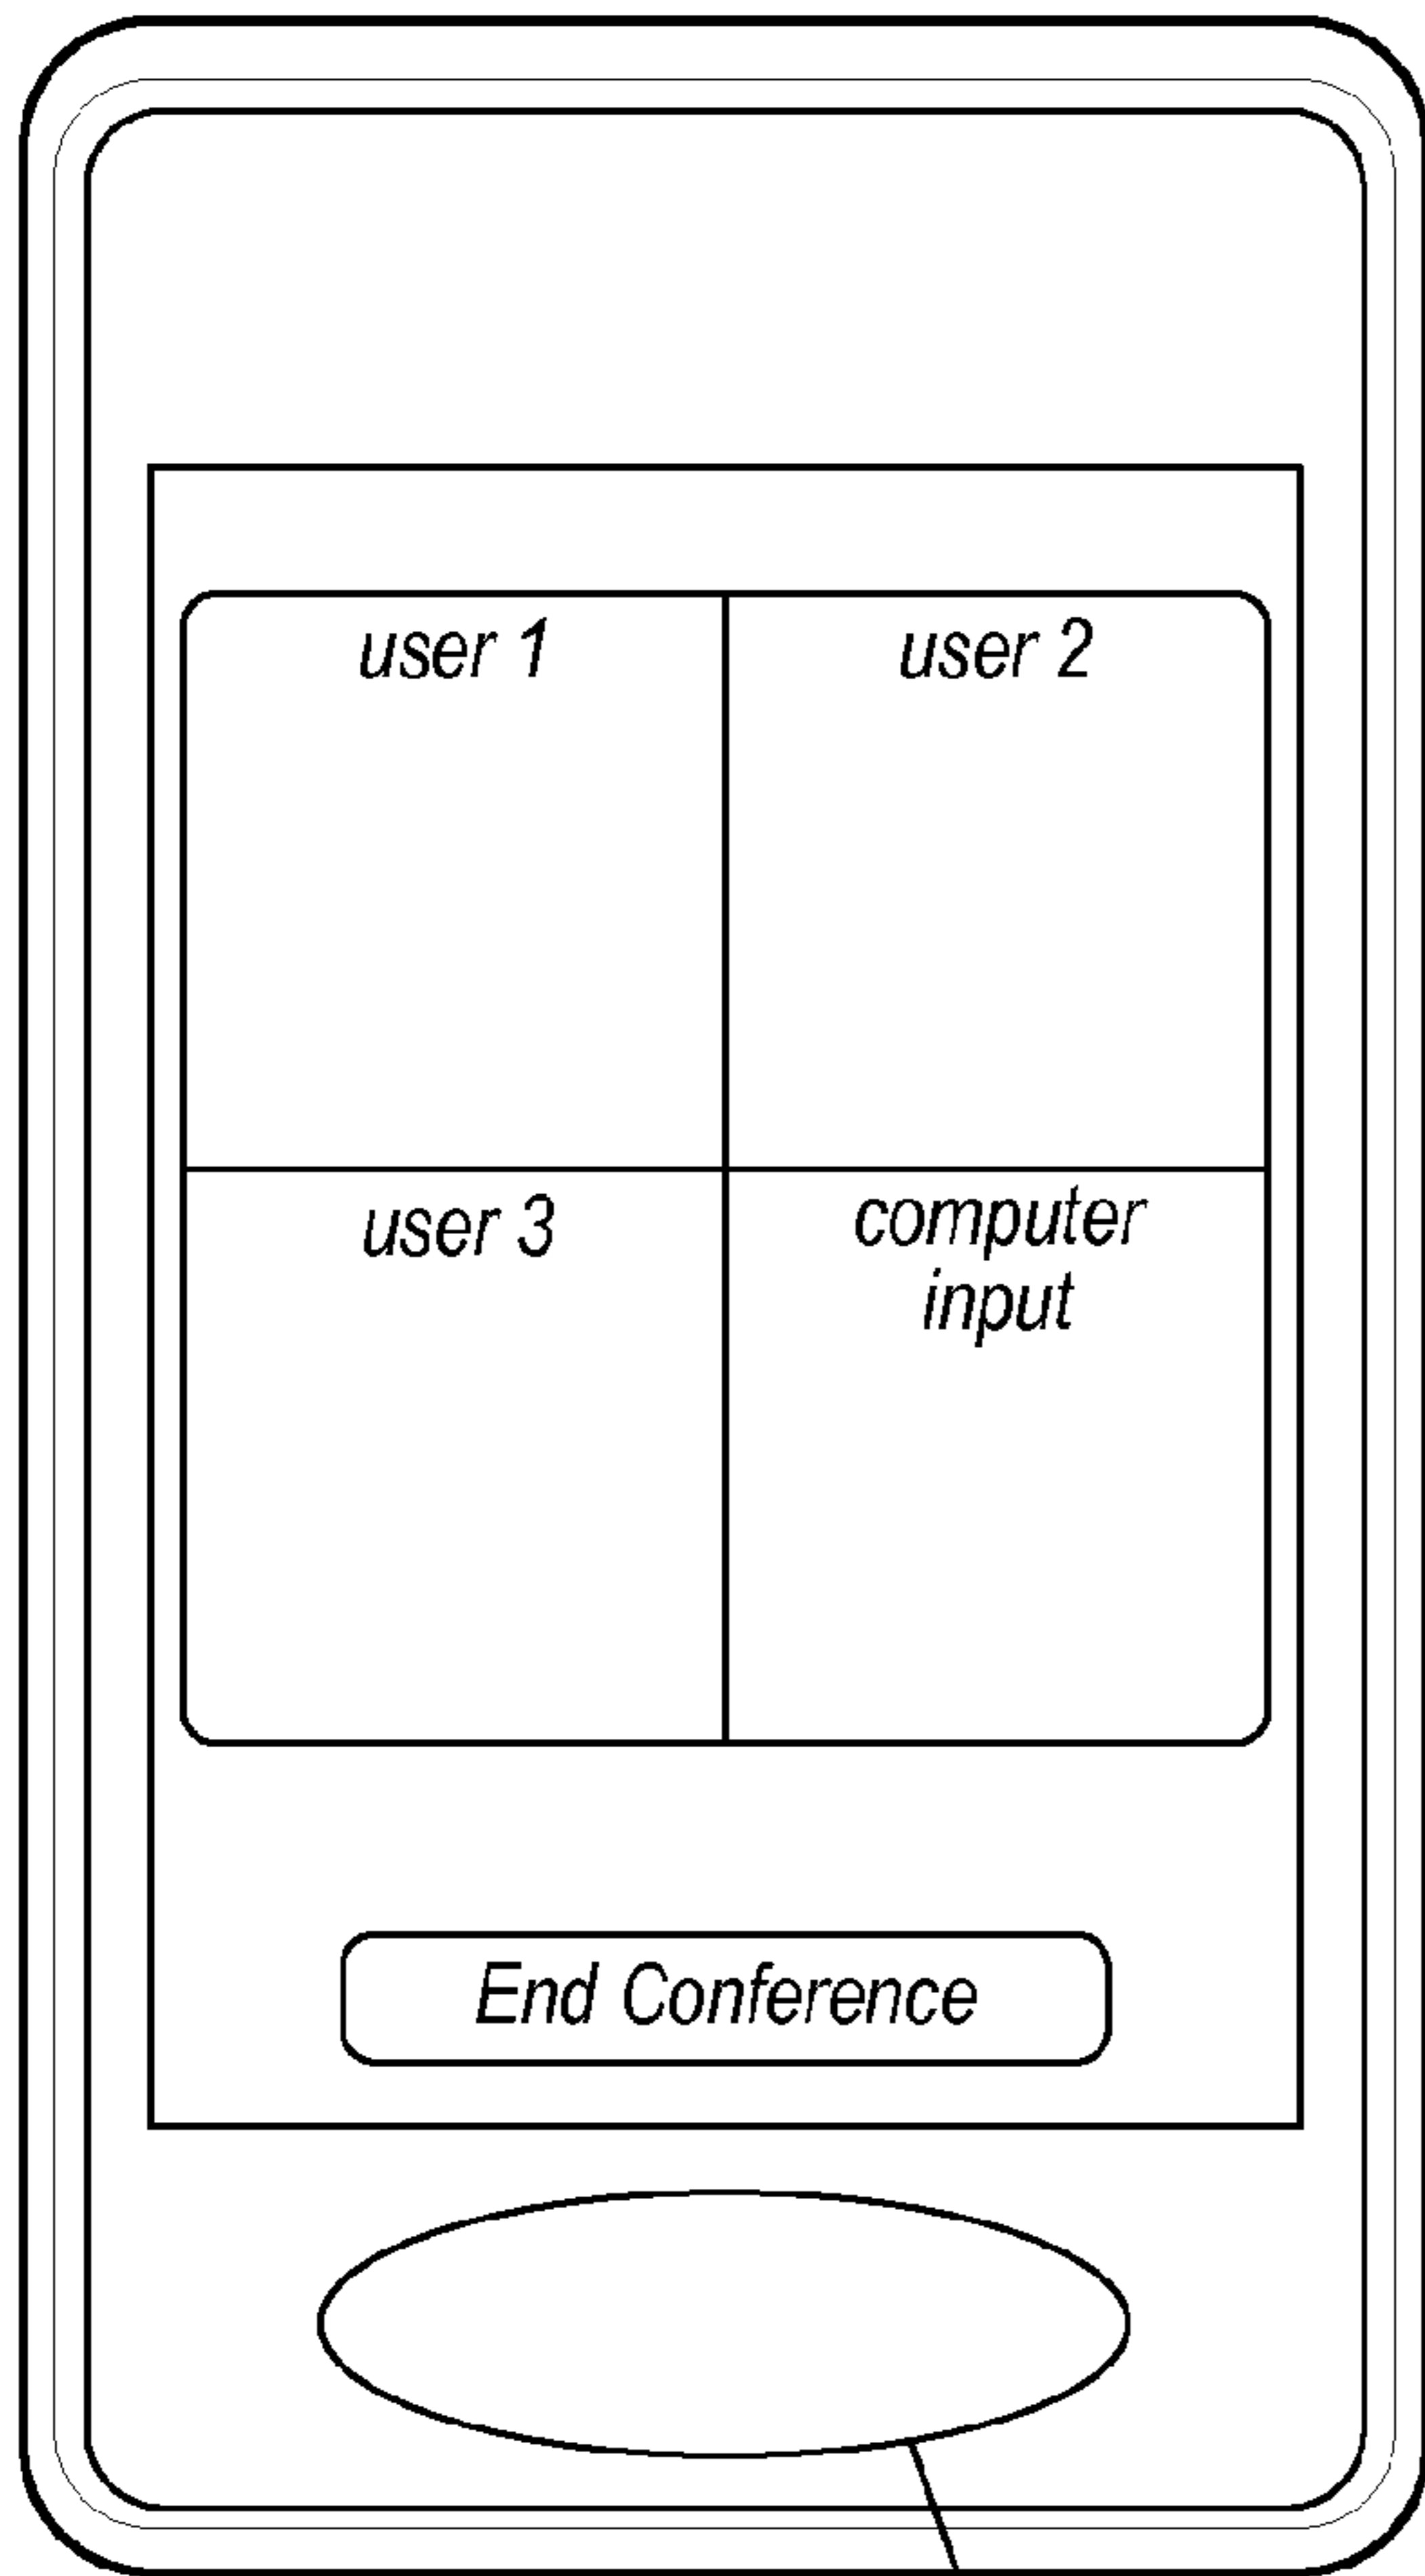 user 1
user 2
user 3
computer
input
End Conference